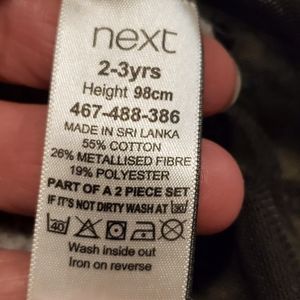 next
2-3yrs
Height 98cm
467-488-386
MADE IN SRI LANKA
55% COTTON
26% METALLISED FIBRE
19% POLYESTER
PART OF A 2 PIECE SET
IF IT'S NOT DIRTY WASH AT 30°
40
Wash inside out
Iron on reverse